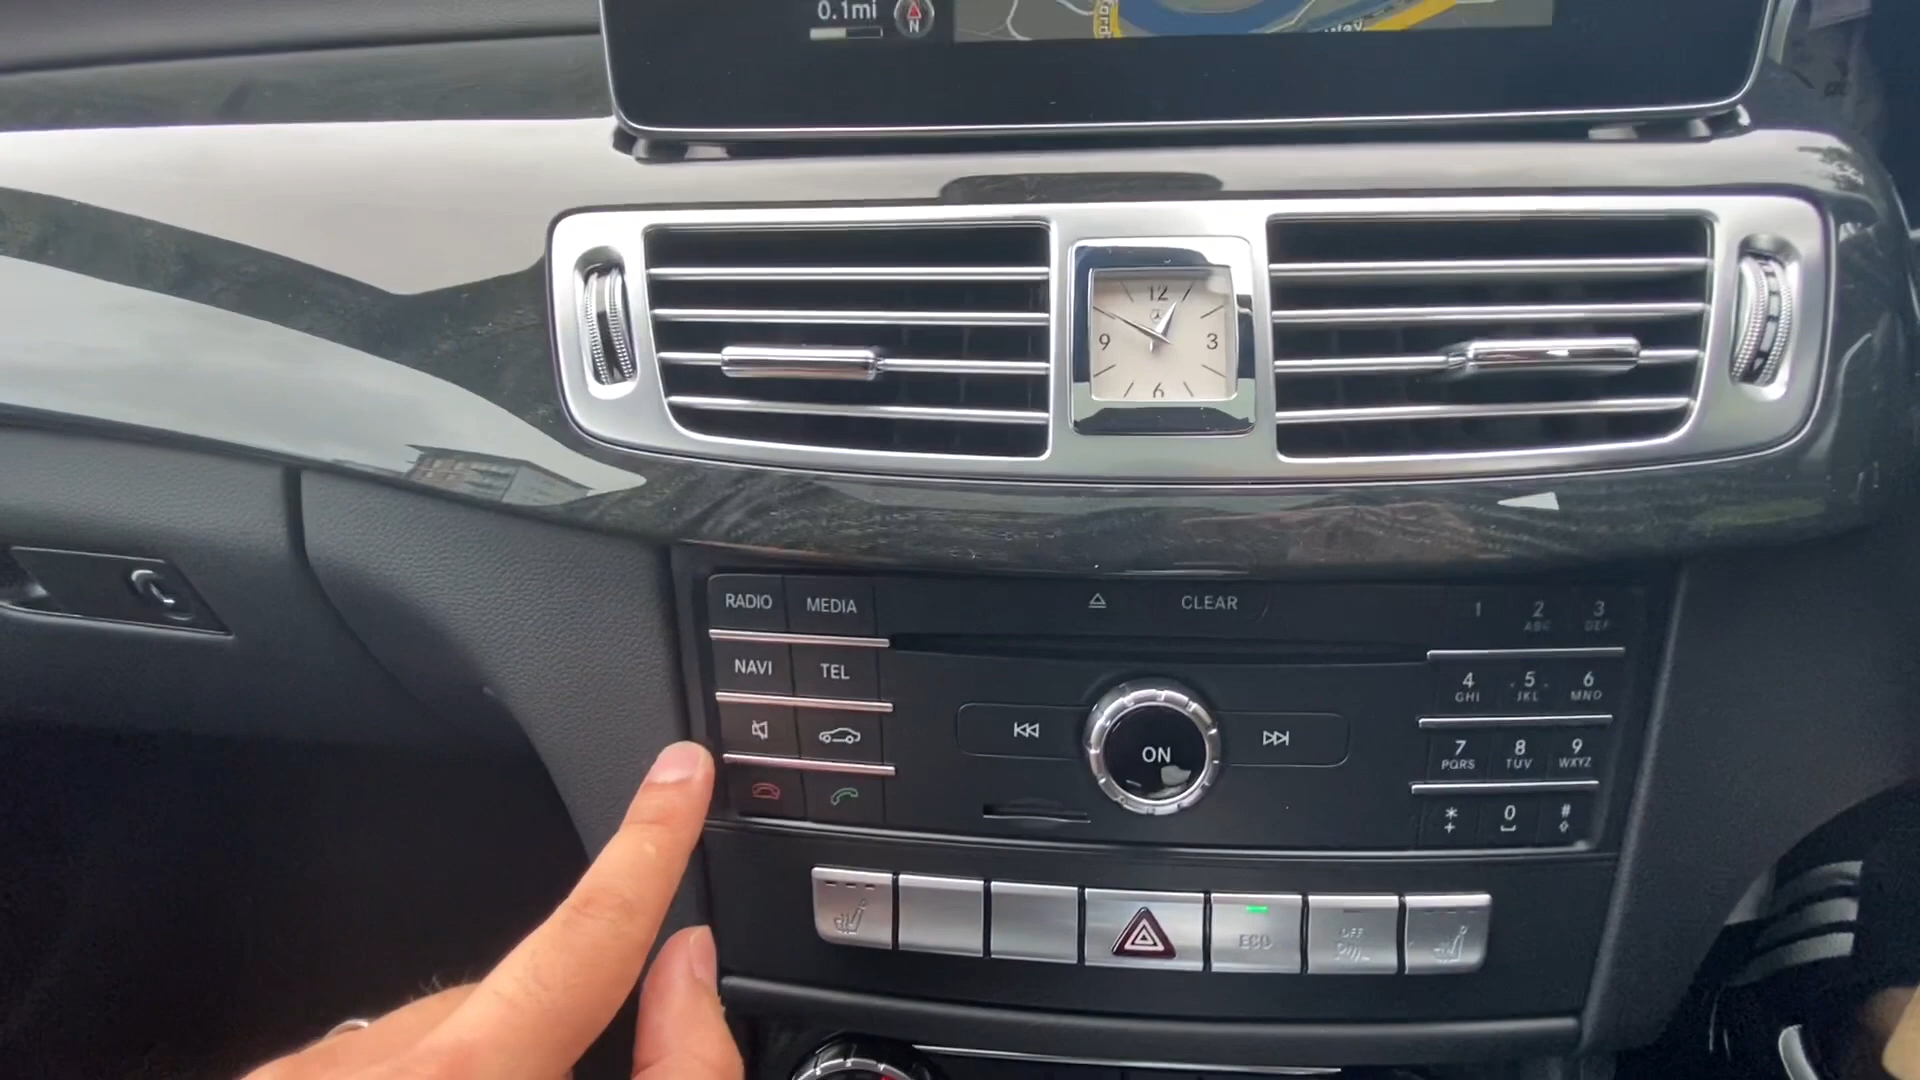 0.1mi
N
way
12
9
3
6
RADIO MEDIA
CLEAR
1 2 3
ABC DEF
NAVI TEL
4 5 6
GHI JKL MNO
ON
7 8 9
PQRS TUV WXYZ
* 0 #
+
ECO
OFF